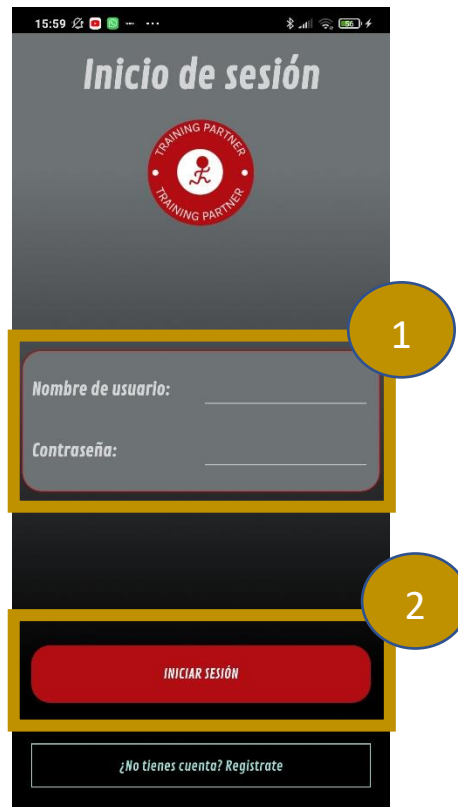 15:59
56
Inicio de sesión
TRAINING PARTNER
TRAINING PARTNER
1
Nombre de usuario:
Contraseña:
2
INICIAR SESIÓN
¿No tienes cuenta? Registrate